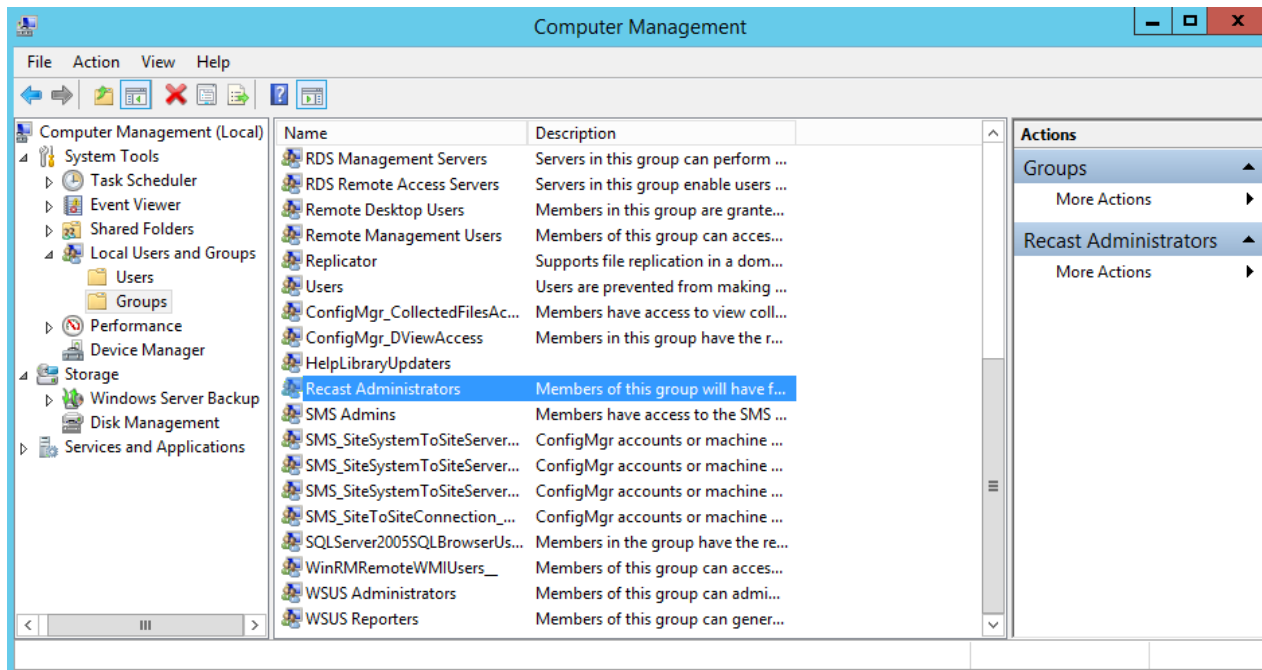 Computer Management
File Action View Help
Computer Management (Local)
System Tools
Task Scheduler
Event Viewer
Shared Folders
Local Users and Groups
Users
Groups
Performance
Device Manager
Storage
Windows Server Backup
Disk Management
Services and Applications
Name Description
RDS Management Servers Servers in this group can perform ...
RDS Remote Access Servers Servers in this group enable users ...
Remote Desktop Users Members in this group are grante...
Remote Management Users Members of this group can acces...
Replicator Supports file replication in a dom...
Users Users are prevented from making ...
ConfigMgr_CollectedFilesAc... Members have access to view coll...
ConfigMgr_DViewAccess Members in this group have the r...
HelpLibraryUpdaters
Recast Administrators Members of this group will have f...
SMS Admins Members have access to the SMS ...
SMS_SiteSystemToSiteServer... ConfigMgr accounts or machine ...
SMS_SiteSystemToSiteServer... ConfigMgr accounts or machine ...
SMS_SiteSystemToSiteServer... ConfigMgr accounts or machine ...
SMS_SiteToSiteConnection_... ConfigMgr accounts or machine ...
SQLServer2005SQLBrowserUs... Members in the group have the re...
WinRMRemoteWMIUsers__ Members of this group can acces...
WSUS Administrators Members of this group can admi...
WSUS Reporters Members of this group can gener...
Actions
Groups
More Actions
Recast Administrators
More Actions